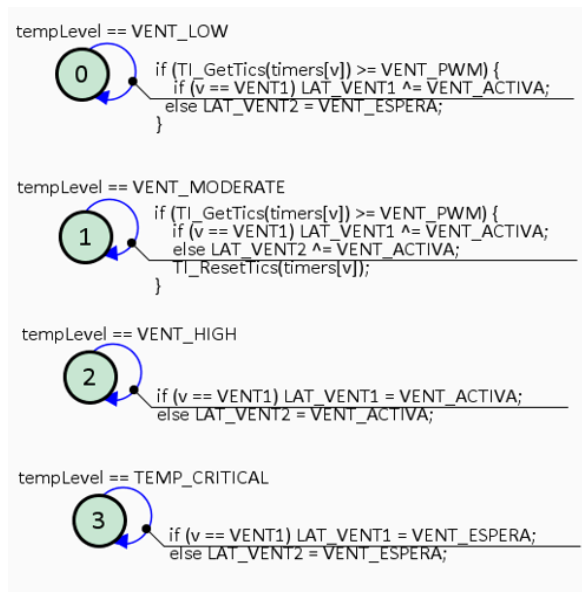 tempLevel == VENT_LOW
0
if (TI_GetTics(timers[v]) >= VENT_PWM) {
if (v == VENT1) LAT_VENT1 ^= VENT_ACTIVA;
else LAT_VENT2 = VENT_ESPERA;
}
tempLevel == VENT_MODERATE
1
if (TI_GetTics(timers[v]) >= VENT_PWM) {
if (v == VENT1) LAT_VENT1 ^= VENT_ACTIVA;
else LAT_VENT2 ^= VENT_ACTIVA;
TI_ResetTics(timers[v]);
}
tempLevel == VENT_HIGH
2
if (v == VENT1) LAT_VENT1 = VENT_ACTIVA;
else LAT_VENT2 = VENT_ACTIVA;
tempLevel == TEMP_CRITICAL
3
if (v == VENT1) LAT_VENT1 = VENT_ESPERA;
else LAT_VENT2 = VENT_ESPERA;